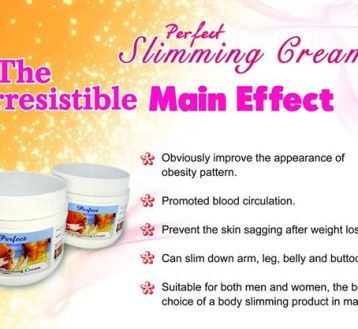 Perfect
Slimming Cream
The
rresistible Main Effect
Obviously improve the appearance of
obesity pattern.
Promoted blood circulation.
Prevent the skin sagging after weight los
Can slim down arm, leg, belly and buttoc
Suitable for both men and women, the b
choice of a body slimming product in ma
Perfect
Perfect
Slimming Cream